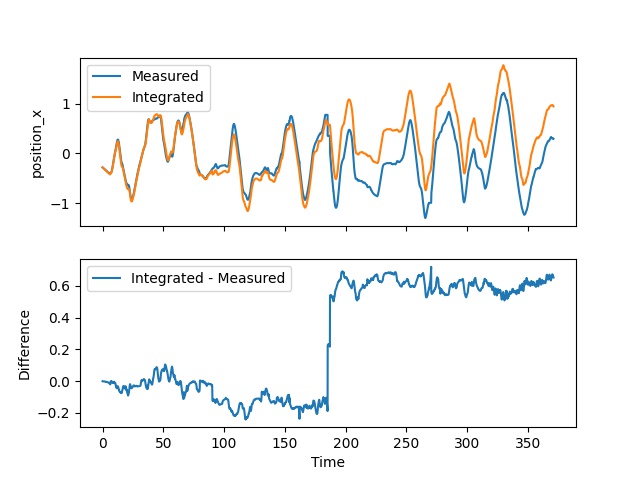 position_x
1
0
−1
Measured
Integrated
Difference
0.6
0.4
0.2
0.0
−0.2
Integrated - Measured
0 50 100 150 200 250 300 350
Time